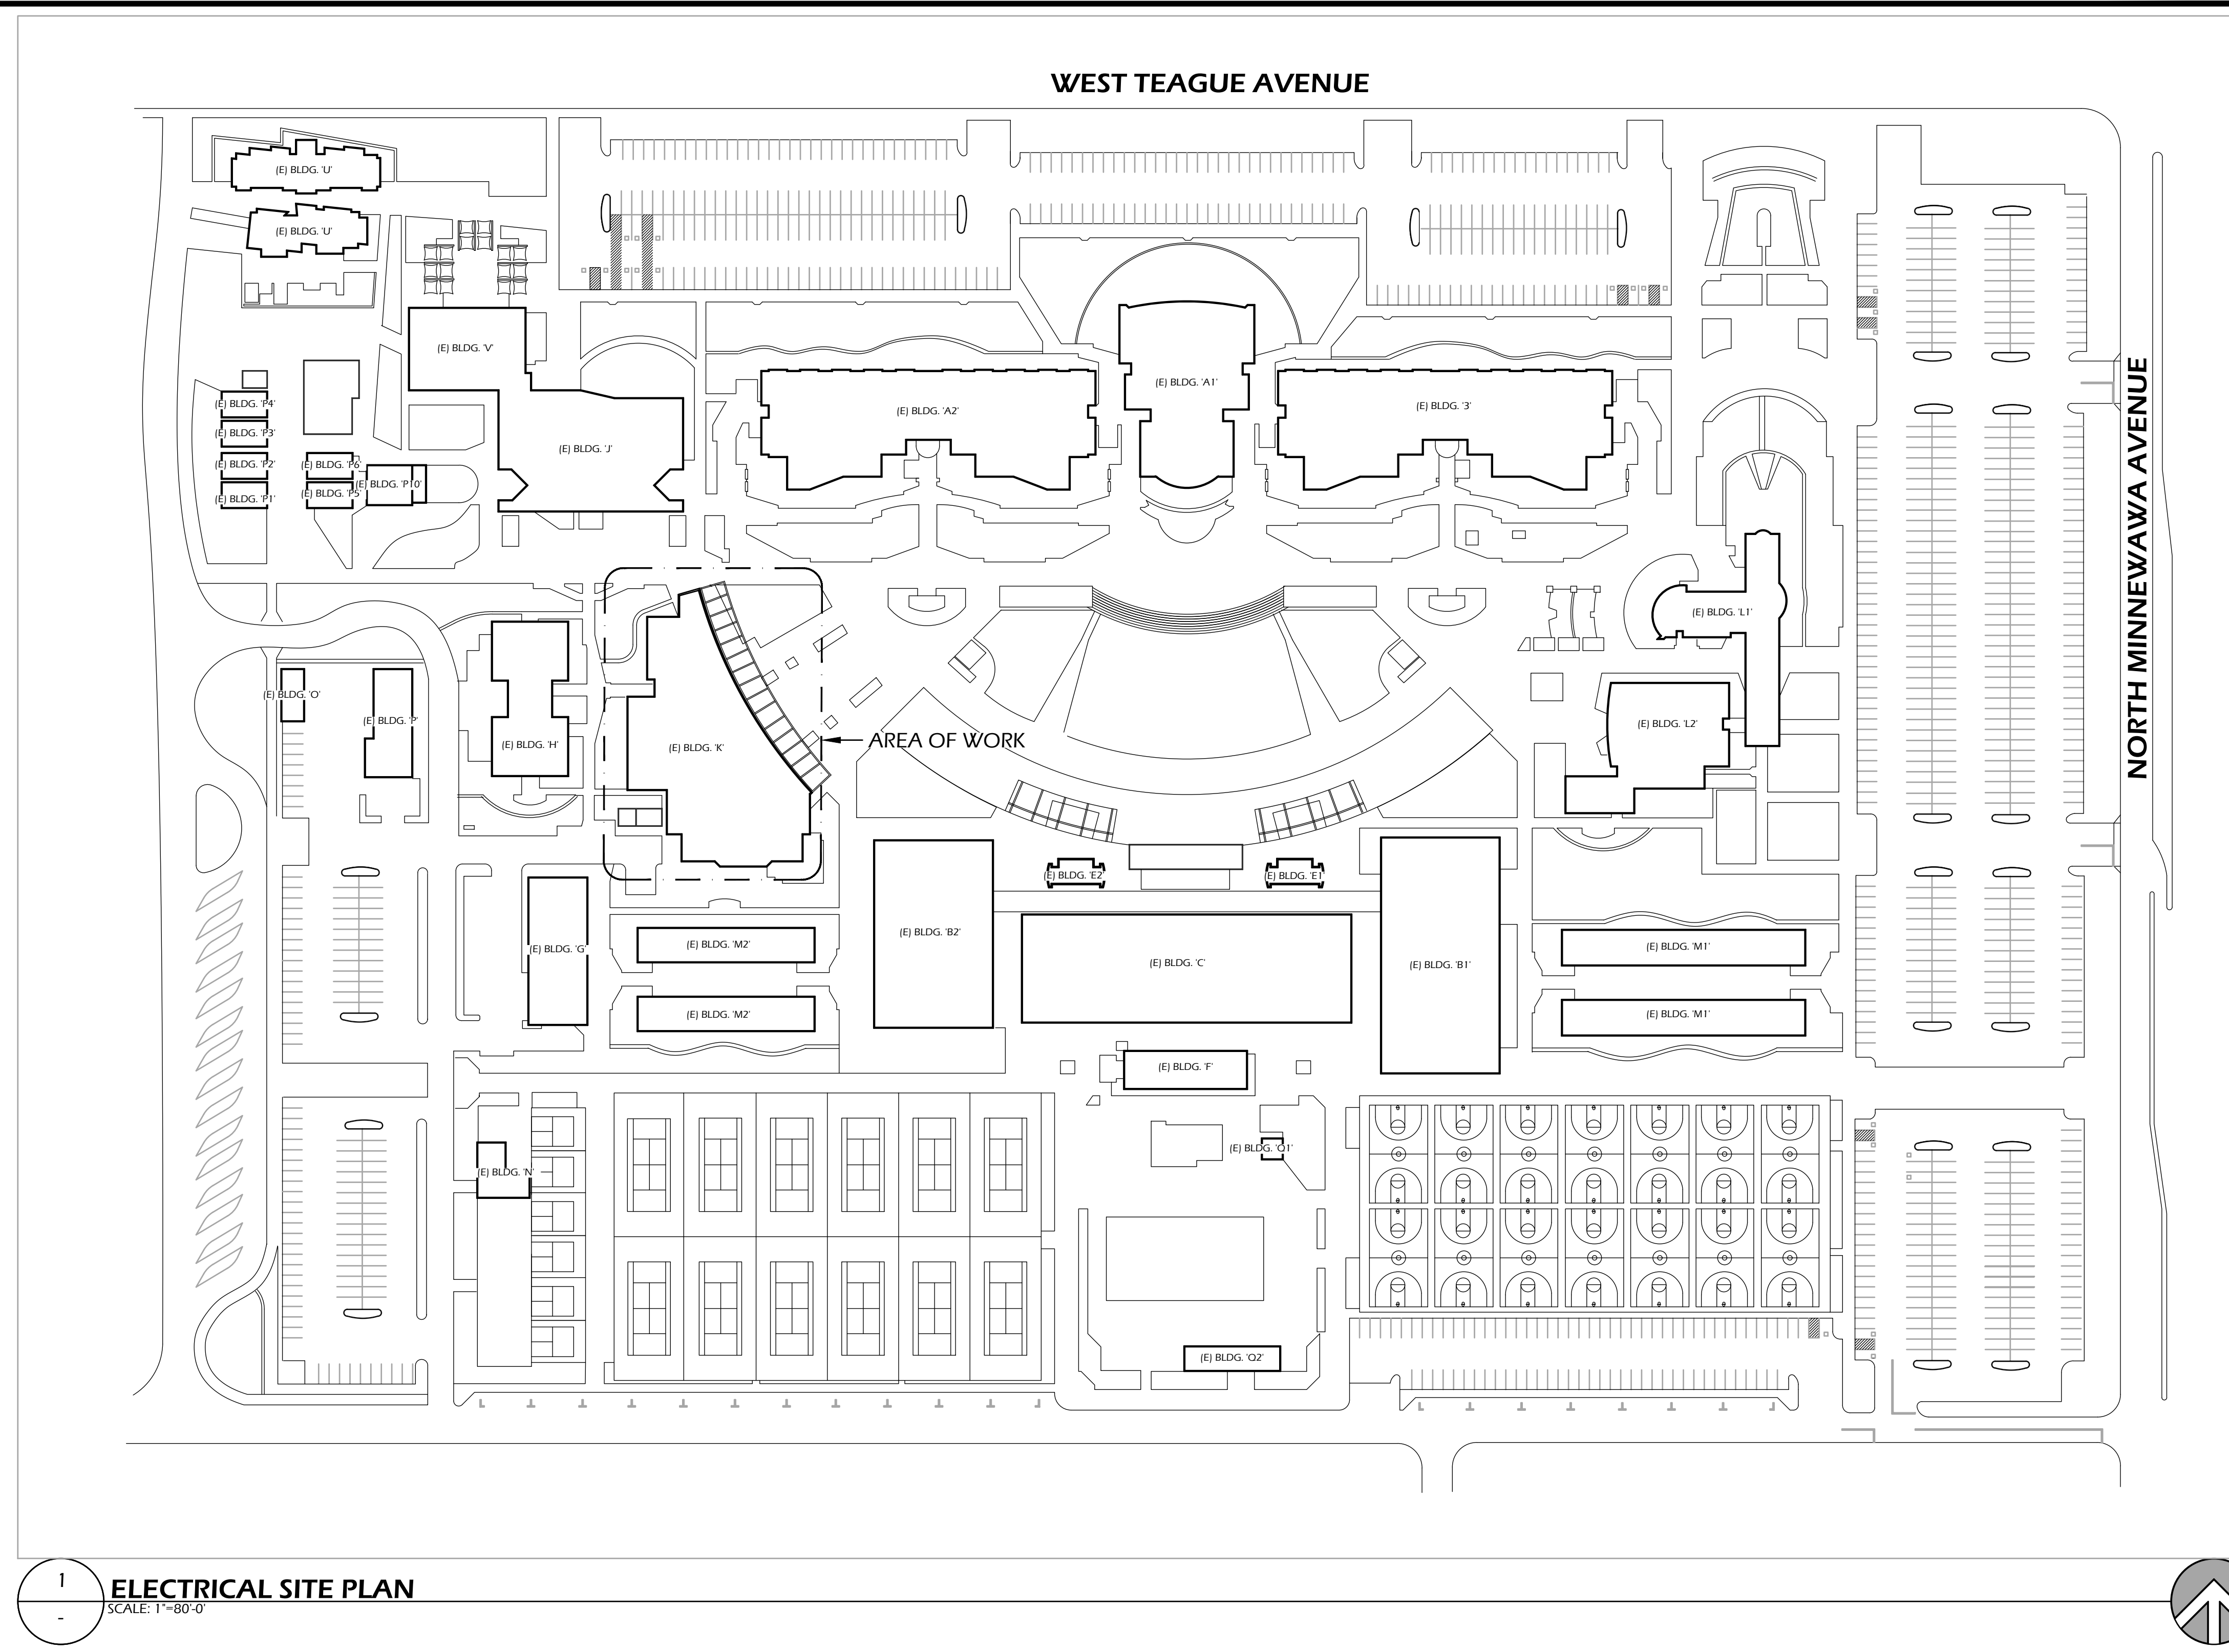 WEST TEAGUE AVENUE
(E) BLDG. 'U'
(E) BLDG. 'U'
(E) BLDG. 'V'
(E) BLDG. 'A1'
(E) BLDG. 'P4'
(E) BLDG. 'A2'
(E) BLDG. '3'
(E) BLDG. 'P3'
(E) BLDG. 'J'
(E) BLDG. 'P2'
(E) BLDG. 'P6'
(E) BLDG. 'P10'
(E) BLDG. 'P1'
(E) BLDG. 'P5'
NORTH MINNEWAWA AVENUE
(E) BLDG. 'L1'
(E) BLDG. 'O'
(E) BLDG. 'P'
(E) BLDG. 'L2'
(E) BLDG. 'H'
(E) BLDG. 'K'
AREA OF WORK
(E) BLDG. 'E2'
(E) BLDG. 'E1'
(E) BLDG. 'B2'
(E) BLDG. 'G'
(E) BLDG. 'M2'
(E) BLDG. 'M1'
(E) BLDG. 'C'
(E) BLDG. 'B1'
(E) BLDG. 'M2'
(E) BLDG. 'M1'
(E) BLDG. 'F'
(E) BLDG. 'Q1'
(E) BLDG. 'N'
(E) BLDG. 'Q2'
1
-
ELECTRICAL SITE PLAN
SCALE: 1"=80'-0'